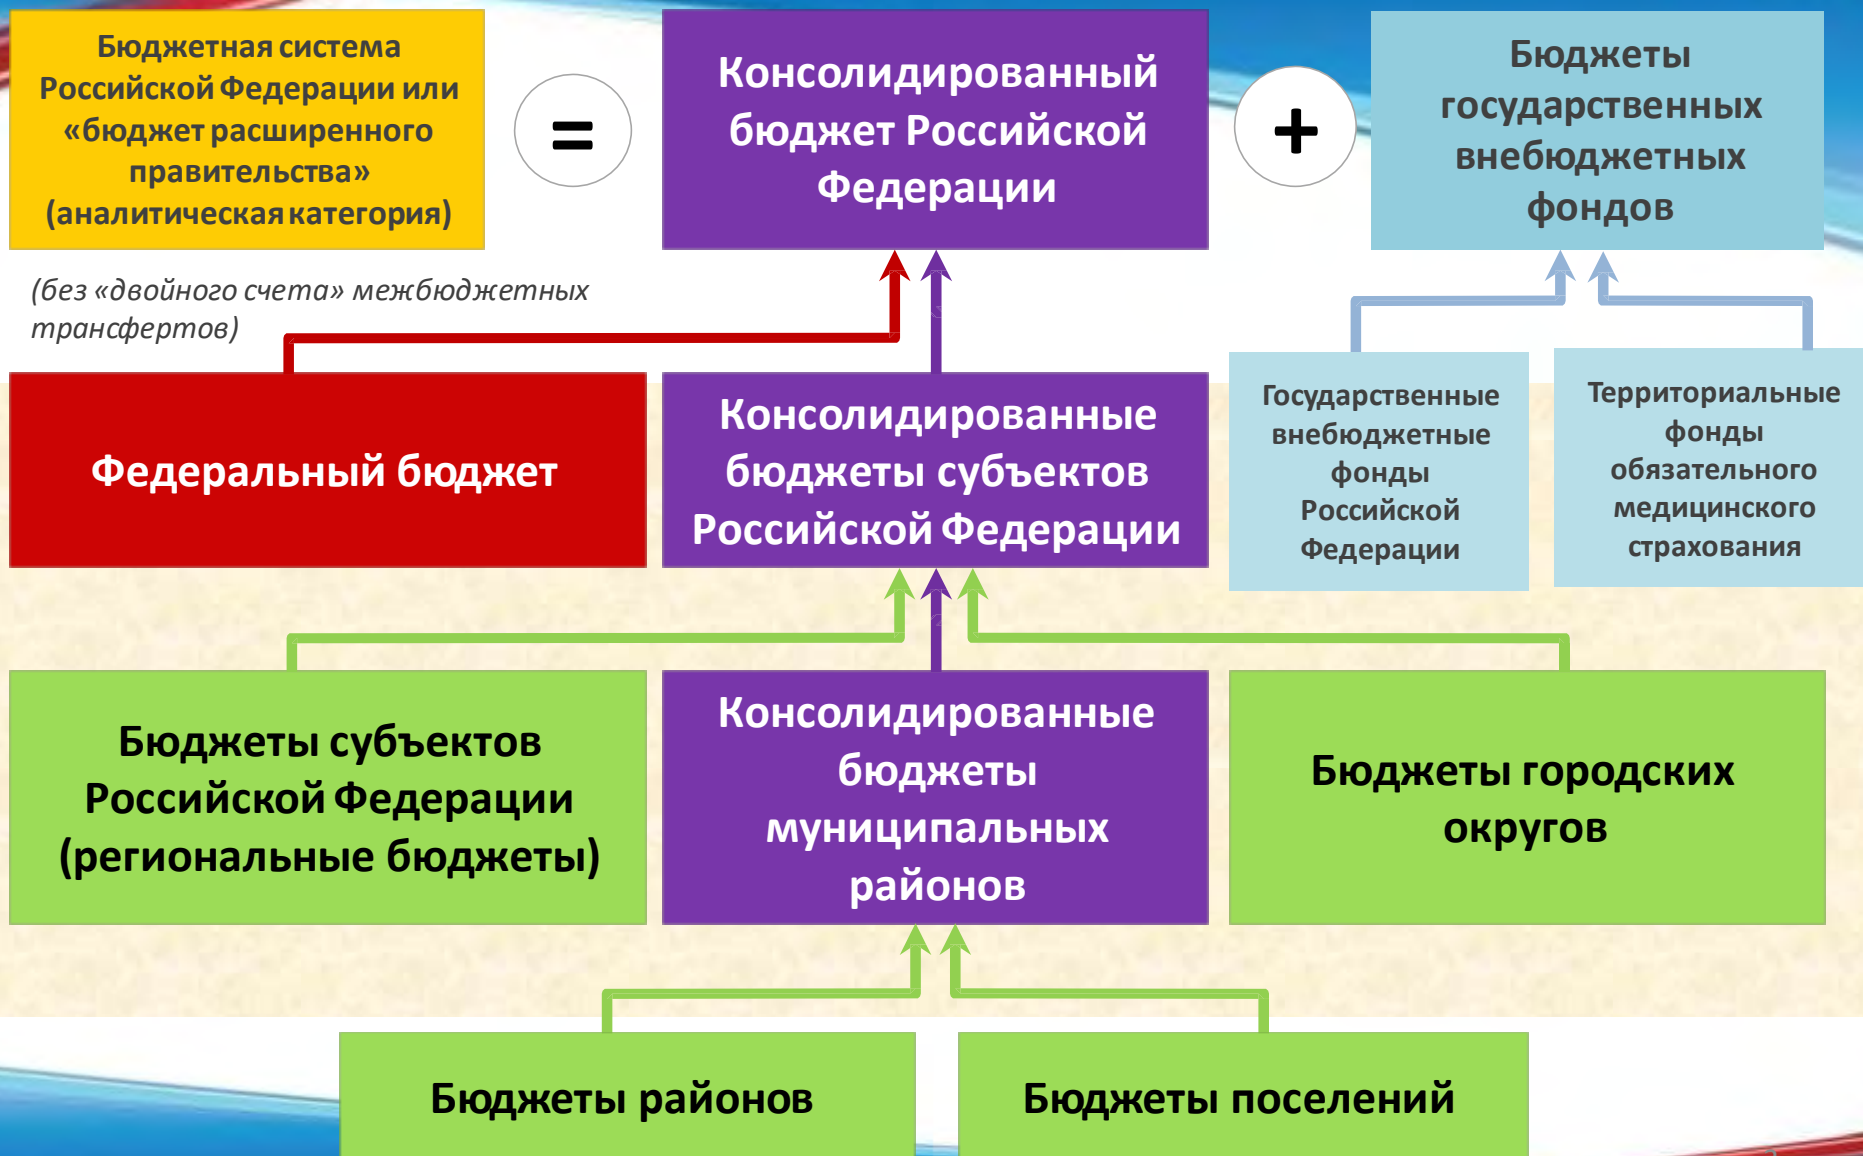 Бюджетная система
Российской Федерации или
«бюджет расширенного
правительства»
(аналитическая категория)
=
Консолидированный
бюджет Российской
Федерации
+
Бюджеты
государственных
внебюджетных
фондов
(без «двойного счета» межбюджетных
трансфертов)
Федеральный бюджет
Консолидированные
бюджеты субъектов
Российской Федерации
Государственные
внебюджетные
фонды
Российской
Федерации
Территориальные
фонды
обязательного
медицинского
страхования
Бюджеты субъектов
Российской Федерации
(региональные бюджеты)
Консолидированные
бюджеты
муниципальных
районов
Бюджеты городских
округов
Бюджеты районов
Бюджеты поселений